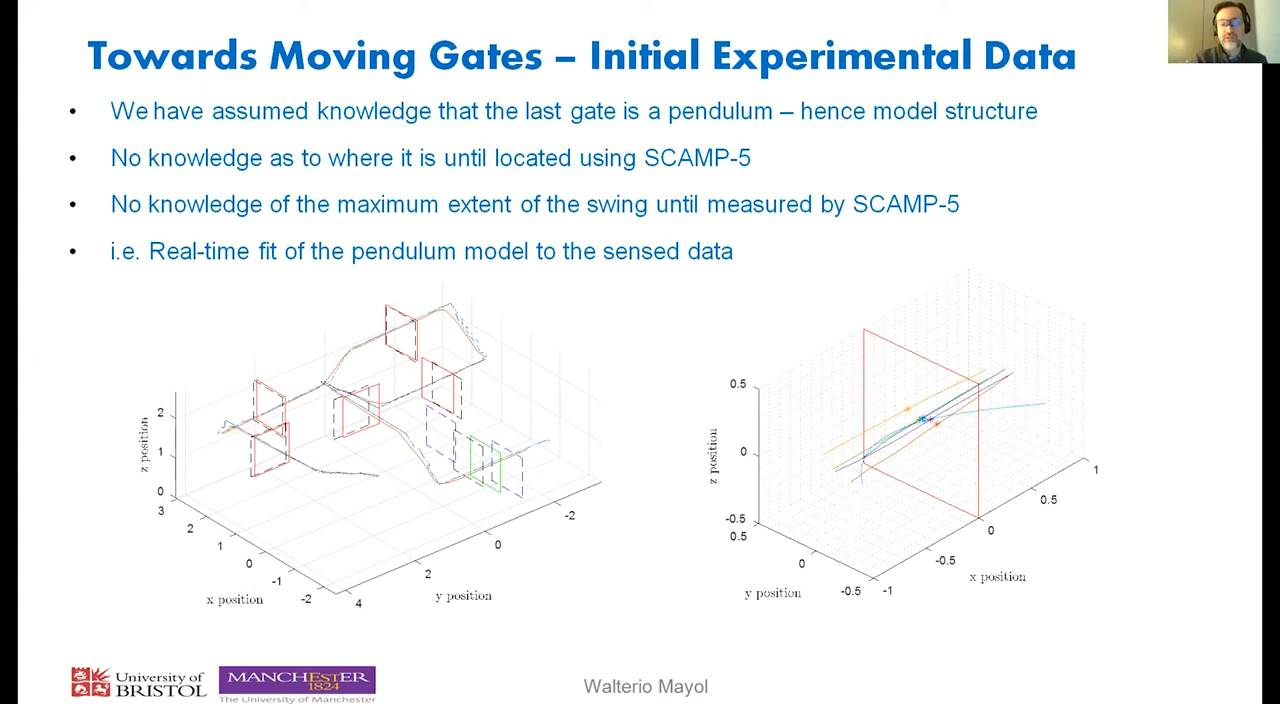 Towards Moving Gates – Initial Experimental Data
• We have assumed knowledge that the last gate is a pendulum – hence model structure
• No knowledge as to where it is until located using SCAMP-5
• No knowledge of the maximum extent of the swing until measured by SCAMP-5
• i.e. Real-time fit of the pendulum model to the sensed data
z position
2
1
0
3
2
1
0
-1
-2
x position
4
2
0
-2
y position
z position
0.5
0
-0.5
0.5
0
-0.5
y position
-1
-0.5
0
0.5
1
x position
University of
BRISTOL
MANCHESTER
1824
The University of Manchester
Walterio Mayol